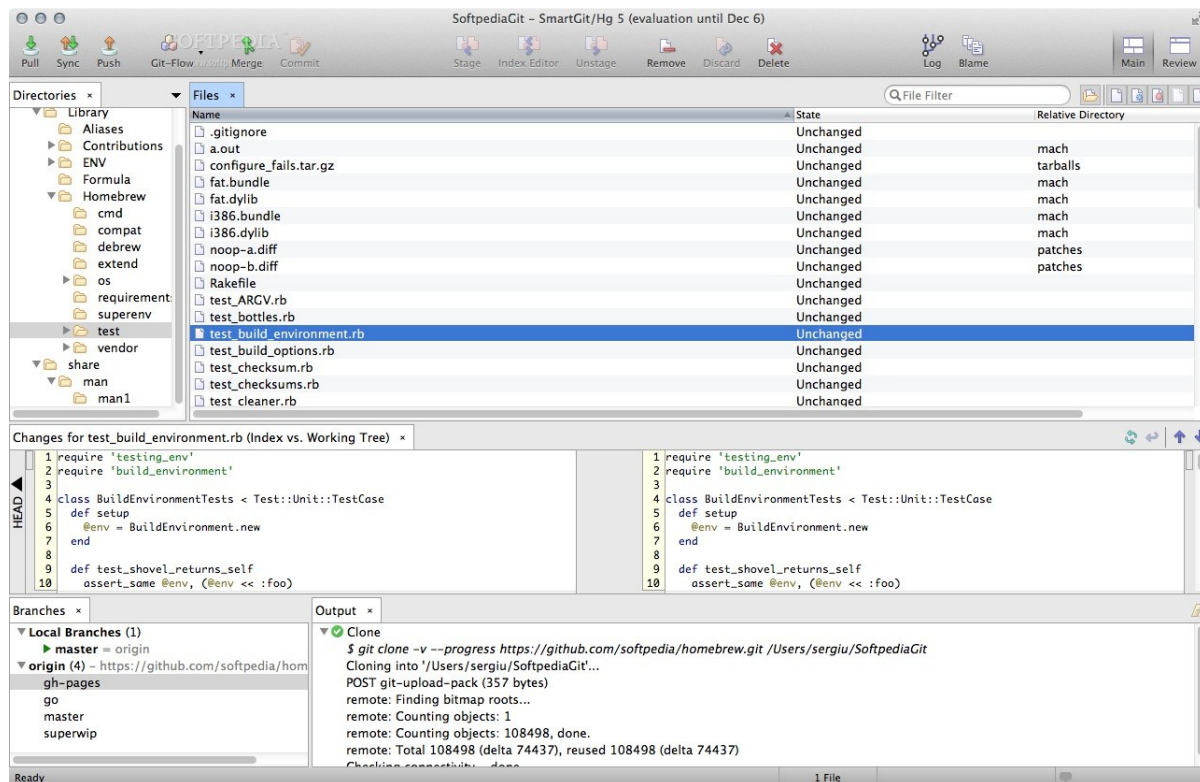 SoftpediaGit - SmartGit/Hg 5 (evaluation until Dec 6)
Pull Sync Push Git-Flow Merge Commit Stage Index Editor Unstage Remove Discard Delete Log Blame Main Review
SOFTPEDIA
Directories × Files × File Filter
Library
Aliases
Contributions
ENV
Formula
Homebrew
cmd
compat
debrew
extend
os
requirement
superenv
test
vendor
share
man
man1
Name State Relative Directory
.gitignore Unchanged
a.out Unchanged mach
configure_fails.tar.gz Unchanged tarballs
fat.bundle Unchanged mach
fat.dylib Unchanged mach
i386.bundle Unchanged mach
i386.dylib Unchanged mach
noop-a.diff Unchanged patches
noop-b.diff Unchanged patches
Rakefile Unchanged
test_ARGV.rb Unchanged
test_bottles.rb Unchanged
test_build_environment.rb Unchanged
test_build_options.rb Unchanged
test_checksum.rb Unchanged
test_checksums.rb Unchanged
test_cleaner.rb Unchanged
Changes for test_build_environment.rb (Index vs. Working Tree) ×
HEAD
1 require 'testing_env'
2 require 'build_environment'
3
4 class BuildEnvironmentTests < Test::Unit::TestCase
5 def setup
6 @env = BuildEnvironment.new
7 end
8
9 def test_shovel_returns_self
10 assert_same @env, (@env << :foo)
1 require 'testing_env'
2 require 'build_environment'
3
4 class BuildEnvironmentTests < Test::Unit::TestCase
5 def setup
6 @env = BuildEnvironment.new
7 end
8
9 def test_shovel_returns_self
10 assert_same @env, (@env << :foo)
Branches ×
Local Branches (1)
master = origin
origin (4) - https://github.com/softpedia/hom
gh-pages
go
master
superwip
Output ×
Clone
$ git clone -v --progress https://github.com/softpedia/homebrew.git /Users/sergiu/SoftpediaGit
Cloning into '/Users/sergiu/SoftpediaGit'...
POST git-upload-pack (357 bytes)
remote: Finding bitmap roots...
remote: Counting objects: 1
remote: Counting objects: 108498, done.
remote: Total 108498 (delta 74437), reused 108498 (delta 74437)
Checking connectivity... done
Ready 1 File